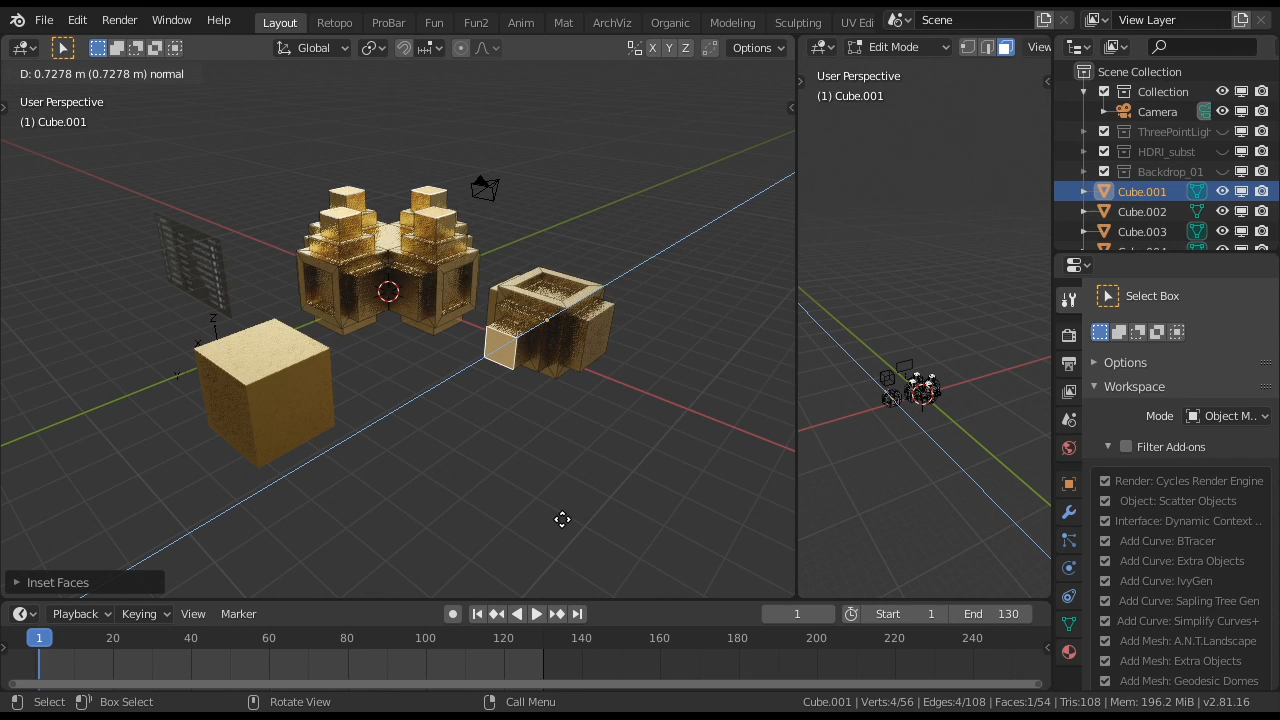 File Edit Render Window Help Layout Retopo ProBar Fun Fun2 Anim Mat ArchViz Organic Modeling Sculpting UV Edi Scene View Layer
Global X Y Z Options Edit Mode View
D: 0.7278 m (0.7278 m) normal
User Perspective
(1) Cube.001
User Perspective
(1) Cube.001
Scene Collection
Collection
Camera
ThreePointLigh
HDRI_subst
Backdrop_01
Cube.001
Cube.002
Cube.003
Select Box
Options
Workspace
Mode Object M..
Filter Add-ons
Render: Cycles Render Engine
Object: Scatter Objects
Interface: Dynamic Context ..
Add Curve: BTracer
Add Curve: Extra Objects
Add Curve: IvyGen
Add Curve: Sapling Tree Gen
Add Curve: Simplify Curves+
Add Mesh: A.N.T.Landscape
Add Mesh: Extra Objects
Add Mesh: Geodesic Domes
Z
X
Y
Inset Faces
Playback Keying View Marker 1 Start 1 End 130
1 20 40 60 80 100 120 140 160 180 200 220 240
Select Box Select Rotate View Call Menu Cube.001 | Verts:4/56 | Edges:4/108 | Faces:1/54 | Tris:108 | Mem: 196.2 MiB | v2.81.16